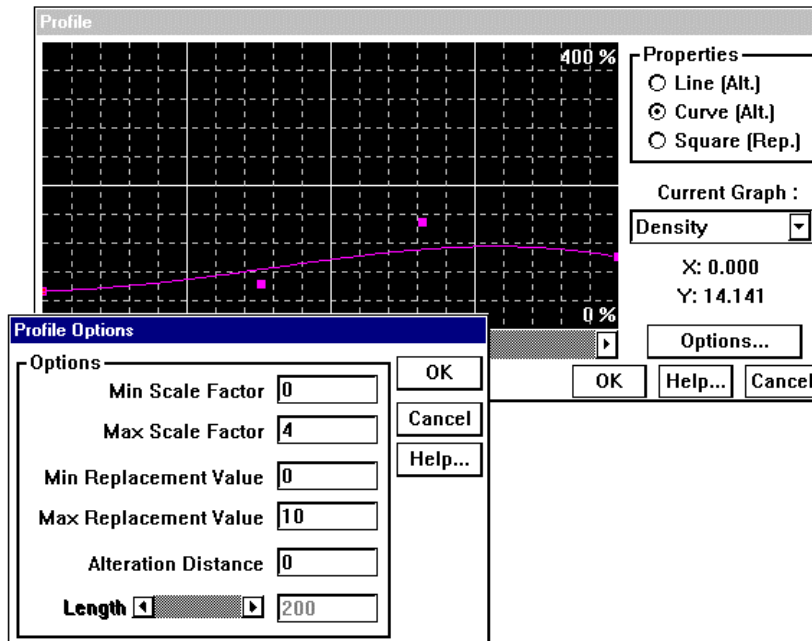 Profile
400 %
0 %
Properties
Line (Alt.)
Curve (Alt.)
Square (Rep.)
Current Graph :
Density
X: 0.000
Y: 14.141
Options...
OK
Help...
Cancel
Profile Options
Options
Min Scale Factor 0
Max Scale Factor 4
Min Replacement Value 0
Max Replacement Value 10
Alteration Distance 0
Length 200
OK
Cancel
Help...